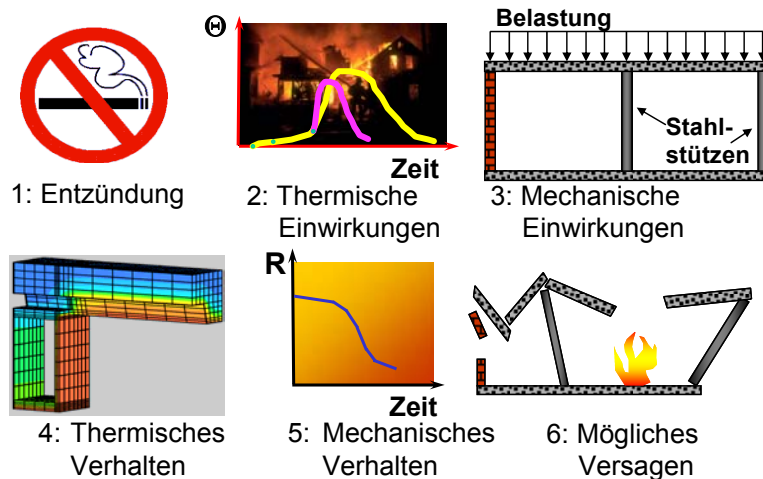 Θ
Zeit
Belastung
Stahl-
stützen
1: Entzündung
2: Thermische
Einwirkungen
3: Mechanische
Einwirkungen
R
Zeit
4: Thermisches
Verhalten
5: Mechanisches
Verhalten
6: Mögliches
Versagen